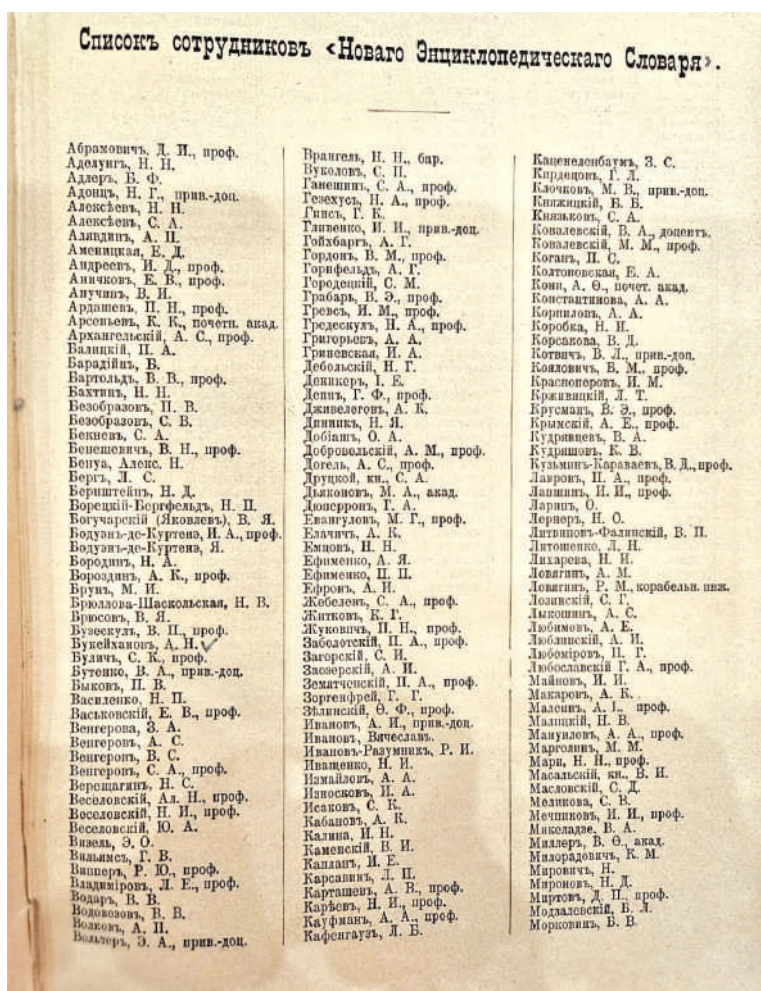 Списокъ сотрудниковъ «Новаго Энциклопедическаго Словаря».
Абрамовичъ, Д. И., проф.
Аделунгъ, Н. Н.
Адлеръ, Б. Ф.
Адонцъ, Н. Г., прив.-доц.
Алексѣевъ, Н. Н.
Алексѣевъ, С. А.
Алявдинъ, А. П.
Аменицкая, Е. Д.
Андреевъ, И. Д., проф.
Аничковъ, Е. В., проф.
Анучинъ, В. И.
Ардашевъ, П. Н., проф.
Арсеньевъ, К. К., почетн. акад.
Архангельскій, А. С., проф.
Балицкій, П. А.
Барадійнъ, Б.
Бартольдъ, В. В., проф.
Бахтинъ, Н. Н.
Безобразовъ, П. В.
Безобразовъ, С. В.
Бекневъ, С. А.
Бенешевичъ, В. Н., проф.
Бенуа, Алекс. Н.
Бергъ, Л. С.
Бернштейнъ, Н. Д.
Борецкій-Бергфельдъ, Н. П.
Богучарскій (Яковлевъ), В. Я.
Бодуэнъ-де-Куртенэ, И. А., проф.
Бодуэнъ-де-Куртенэ, Я.
Бородинъ, Н. А.
Бороздинъ, А. К., проф.
Брунъ, М. И.
Брюллова-Шаскольская, Н. В.
Брюсовъ, В. Я.
Бузескулъ, В. П., проф.
Букейхановъ, А. Н.
Буличъ, С. К., проф.
Бутенко, В. А., прив.-доц.
Быковъ, П. В.
Василенко, Н. П.
Васьковскій, Е. В., проф.
Венгерова, З. А.
Венгеровъ, А. С.
Венгеровъ, В. С.
Венгеровъ, С. А., проф.
Верещагинъ, Н. С.
Веселовскій, Ал. Н., проф.
Веселовскій, Н. И., проф.
Веселовскій, Ю. А.
Визель, Э. О.
Вильямсъ, Г. В.
Випперъ, Р. Ю., проф.
Владиміровъ, Л. Е., проф.
Водаръ, В. В.
Водовозовъ, В. В.
Волковъ, А. П.
Вольтеръ, Э. А., прив.-доц.
Врангель, Н. Н., бар.
Вуколовъ, С. П.
Ганешинъ, С. А., проф.
Гезехусъ, Н. А., проф.
Гинсъ, Г. К.
Гливенко, И. И., прив.-доц.
Гойхбаргъ, А. Г.
Гордонъ, В. М., проф.
Горнфельдъ, А. Г.
Городецкій, С. М.
Грабарь, В. Э., проф.
Гревсъ, И. М., проф.
Гредескулъ, Н. А., проф.
Григорьевъ, А. А.
Гриневская, И. А.
Дебольскій, Н. Г.
Деникеръ, I. Е.
Деппъ, Г. Ф., проф.
Дживелеговъ, А. К.
Динникъ, Н. Я.
Добіашъ, О. А.
Добровольскій, А. М., проф.
Догель, А. С., проф.
Друцкой, кн., С. А.
Дьяконовъ, М. А., акад.
Дюперронъ, Г. А.
Евангуловъ, М. Г., проф.
Елачичъ, А. К.
Емцовъ, Н. Н.
Ефименко, А. Я.
Ефименко, П. П.
Ефронъ, А. И.
Жебелевъ, С. А., проф.
Житковъ, К. Г.
Жуковичъ, П. Н., проф.
Заболотскій, П. А., проф.
Загорскій, С. И.
Заозерскій, А. И.
Земятченскій, П. А., проф.
Зоргенфрей, Г. Г.
Зѣлинскій, Ѳ. Ф., проф.
Ивановъ, А. И., прив.-доц.
Ивановъ, Вячеславъ.
Ивановъ-Разумникъ, Р. И.
Иващенко, Н. И.
Измайловъ, А. А.
Износковъ, И. А.
Исаковъ, С. К.
Кабановъ, А. К.
Калина, И. Н.
Каменскій, В. И.
Капланъ, И. Е.
Карсавинъ, Л. П.
Карташевъ, А. В., проф.
Карѣевъ, Н. И., проф.
Кауфманъ, А. А., проф.
Кафенгаузъ, Л. Б.
Каценеленбаумъ, З. С.
Кирдецовъ, Г. Л.
Клочковъ, М. В., прив.-доц.
Княжицкій, Б. Б.
Князьковъ, С. А.
Ковалевскій, В. А., доцентъ.
Ковалевскій, М. М., проф.
Коганъ, П. С.
Колтоновская, Е. А.
Кони, А. Ѳ., почет. акад.
Константинова, А. А.
Корниловъ, А. А.
Коробка, Н. И.
Корсакова, В. Д.
Котвичъ, В. Л., прив.-доц.
Кояловичъ, Б. М., проф.
Красноперовъ, И. М.
Крживицкій, Л. Т.
Крусманъ, В. Э., проф.
Крымскій, А. Е., проф.
Кудрявцевъ, В. А.
Кудряшовъ, К. В.
Кузьминъ-Караваевъ, В. Д., проф.
Лавровъ, П. А., проф.
Лапшинъ, И. И., проф.
Ларинъ, О.
Лернеръ, Н. О.
Литвиновъ-Фалинскій, В. П.
Литошенко, Л. Н.
Лихарева, Н. И.
Ловягинъ, А. М.
Ловягинъ, Р. М., корабельн. инж.
Лозинскій, С. Г.
Лыкошинъ, А. С.
Любимовъ, А. Е.
Люблинскій, А. И.
Любоміровъ, П. Г.
Любославскій Г. А., проф.
Майновъ, И. И.
Макаровъ, А. К.
Малеинъ, А. I., проф.
Малицкій, Н. В.
Мануиловъ, А. А., проф.
Марголинъ, М. М.
Марръ, Н. Н., проф.
Масальскій, кн., В. И.
Масловскій, С. Д.
Меликова, С. В.
Мечниковъ, И. И., проф.
Микеладзе, В. А.
Миллеръ, В. Ѳ., акад.
Милорадовичъ, К. М.
Мировичъ, Н.
Мироновъ, Н. Д.
Миртовъ, Д. П., проф.
Модзалевскій, Б. Л.
Морковинъ, Б. В.